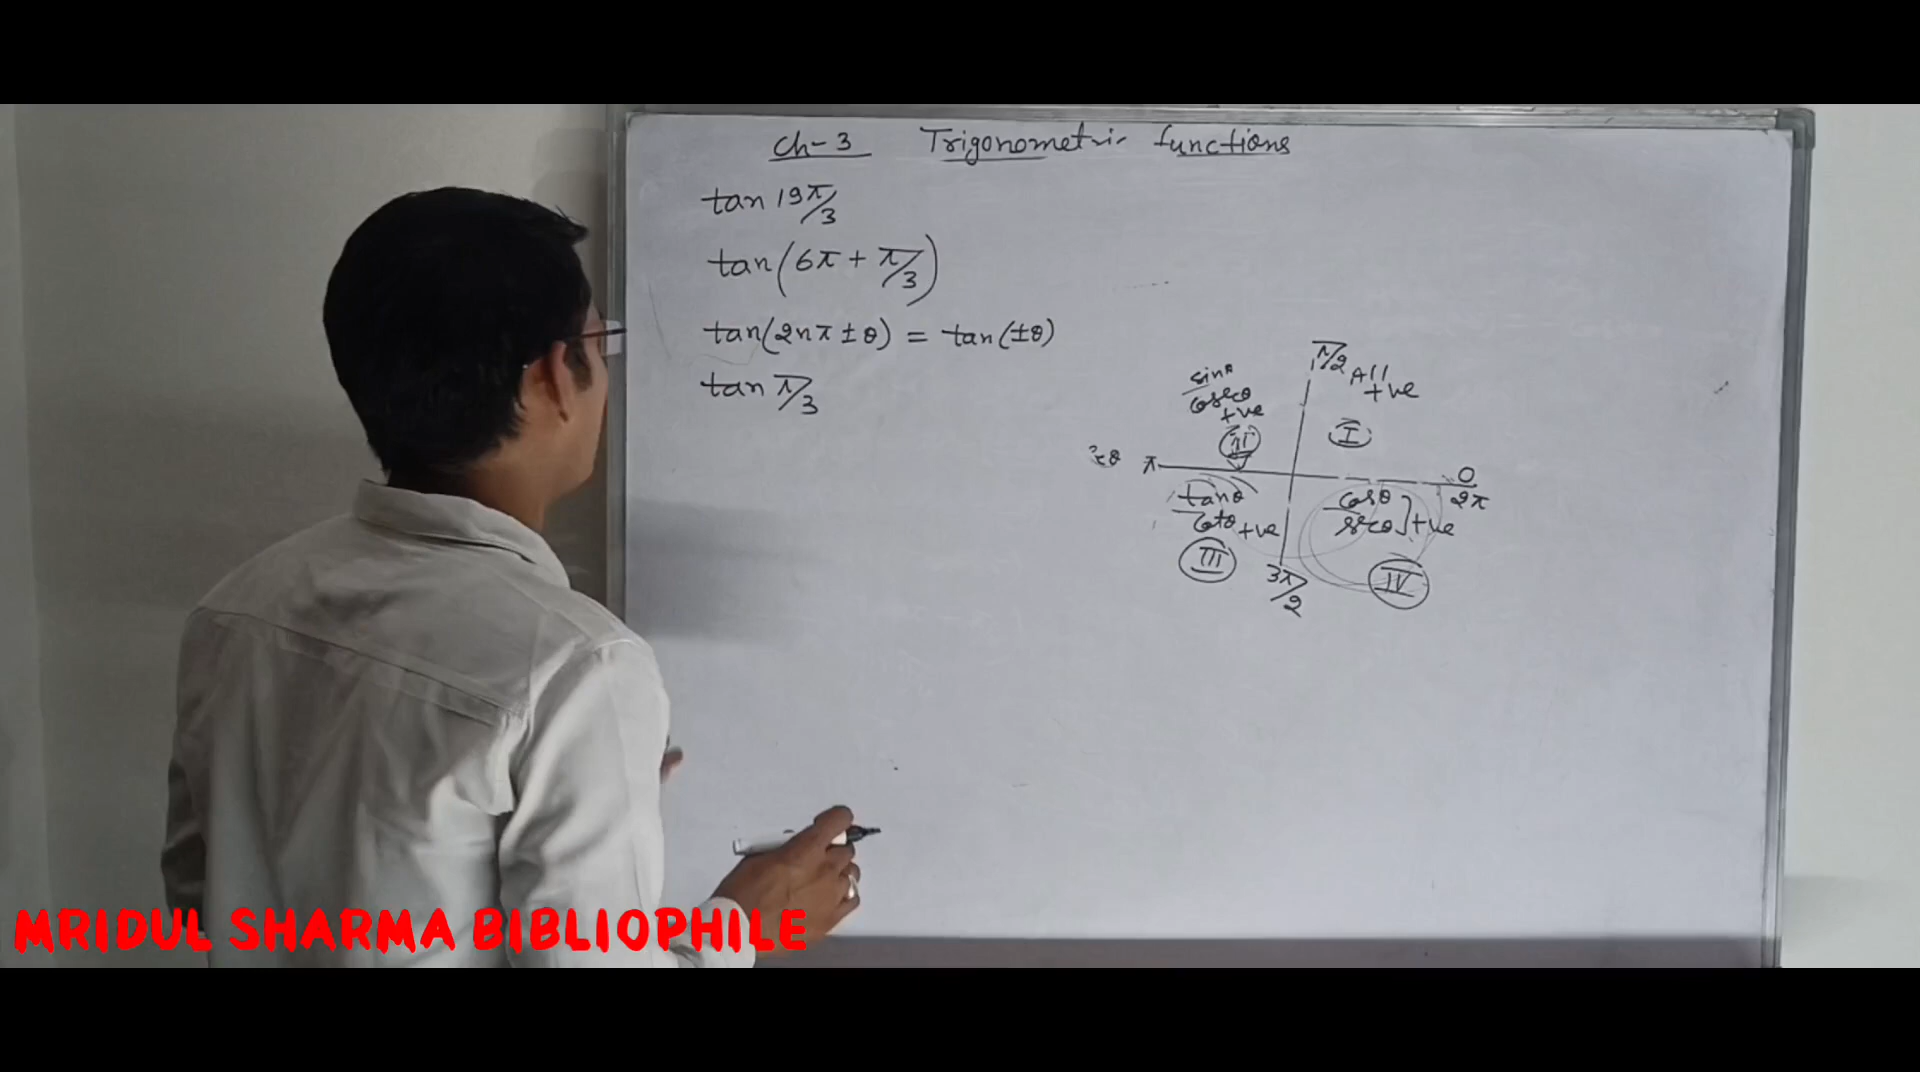 Ch-3 Trigonometric functions
tan 19π/3
tan(6π + π/3)
tan(2nπ ± θ) = tan(±θ)
tan π/3
π/2 All
+ve
sinθ
cosecθ
+ve
II
I
π
0
2π
tanθ
cotθ +ve
III
cosθ
secθ ] +ve
IV
3π/2
MRIDUL SHARMA BIBLIOPHILE